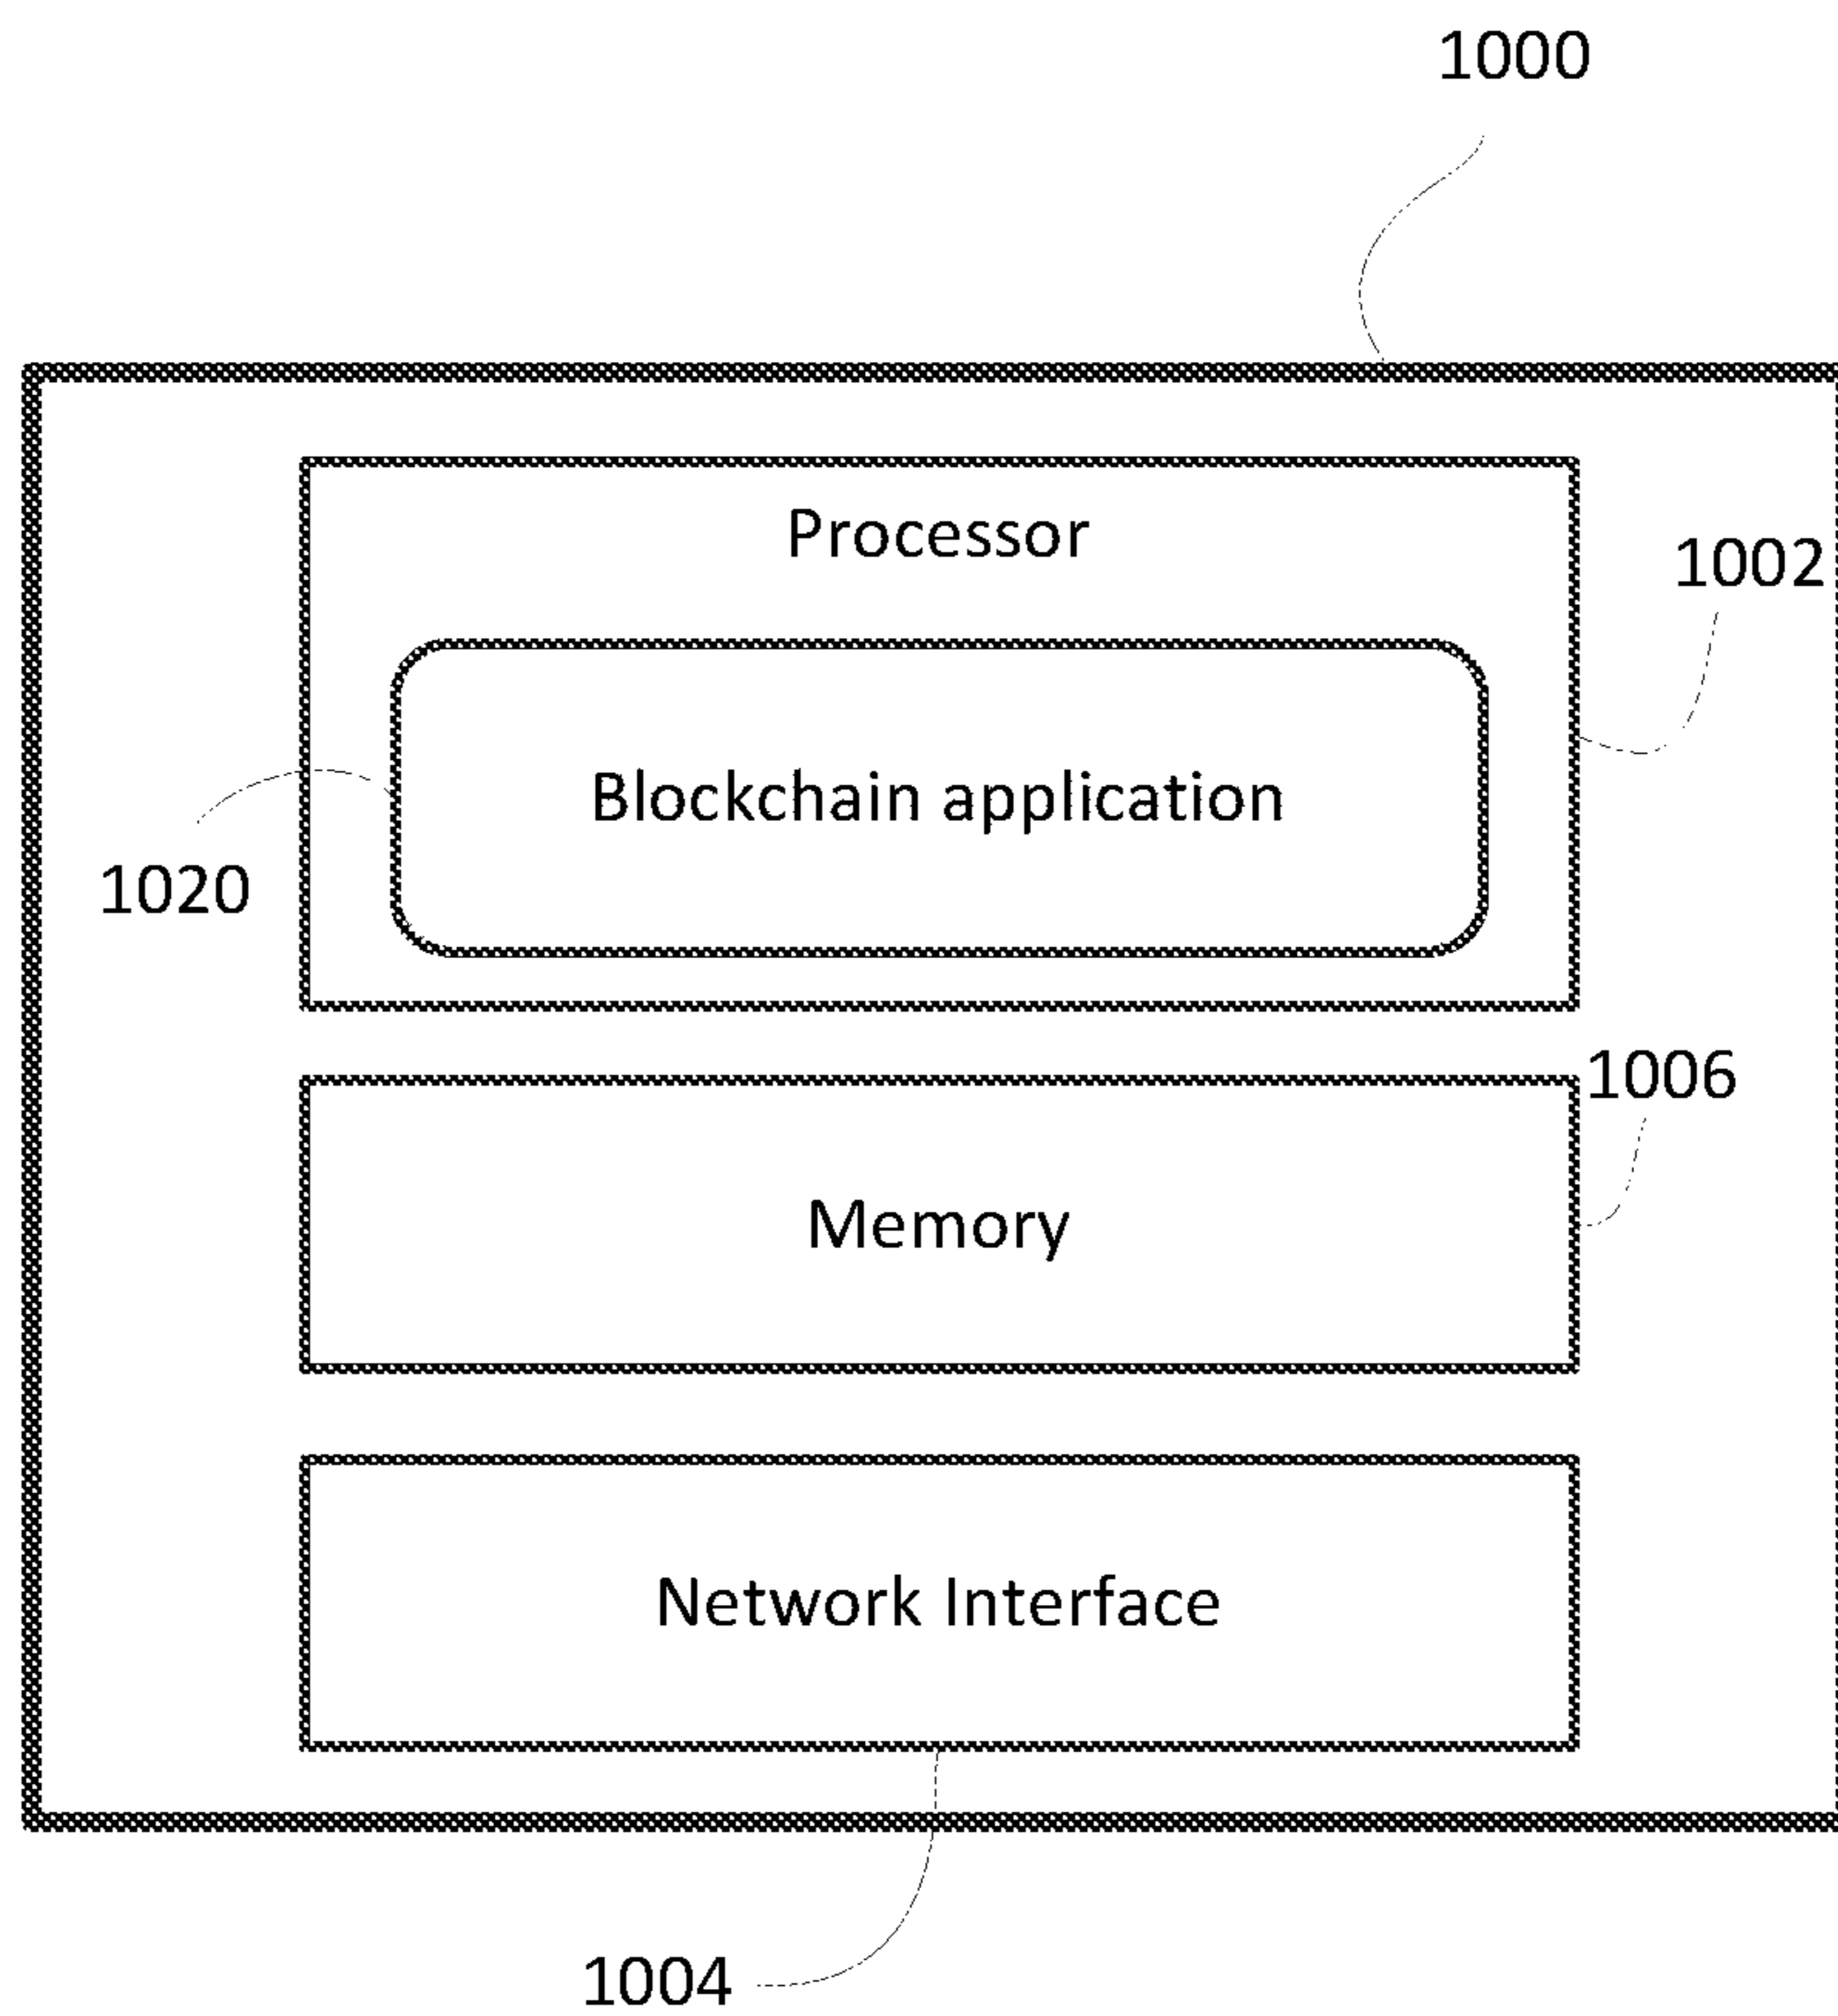 1000
Processor
1002
Blockchain application
1020
1006
Memory
Network Interface
1004